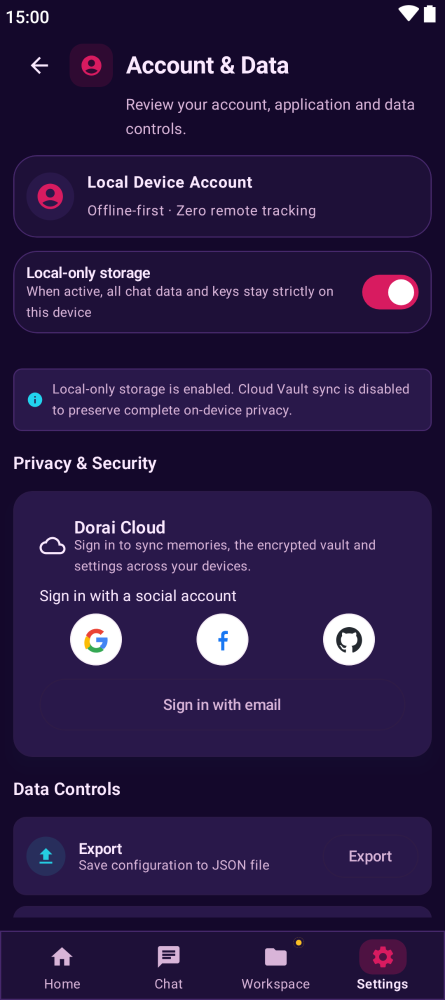 15:00
Account & Data
Review your account, application and data
controls.
Local Device Account
Offline-first · Zero remote tracking
Local-only storage
When active, all chat data and keys stay strictly on
this device
Local-only storage is enabled. Cloud Vault sync is disabled
to preserve complete on-device privacy.
Privacy & Security
Dorai Cloud
Sign in to sync memories, the encrypted vault and
settings across your devices.
Sign in with a social account
Sign in with email
Data Controls
Export
Save configuration to JSON file
Export
Home
Chat
Workspace
Settings